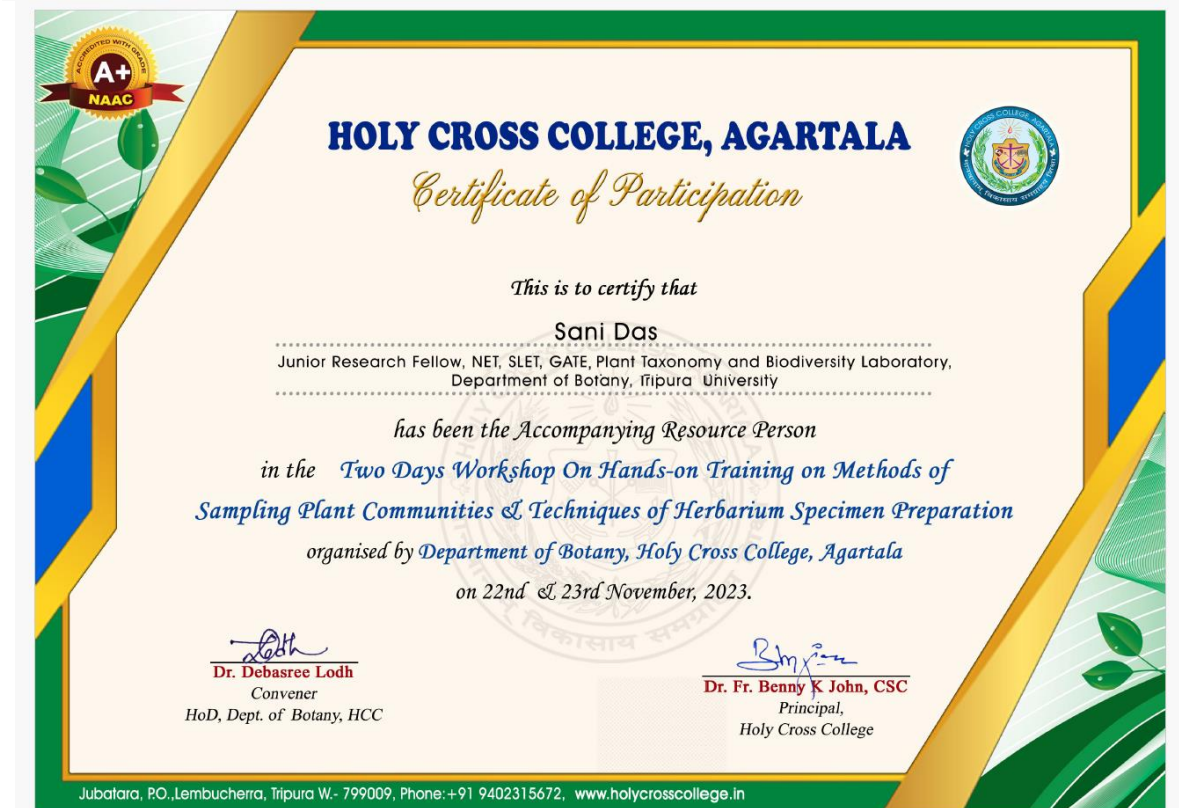 ACCREDITED WITH GRADE
A+
NAAC
HOLY CROSS COLLEGE, AGARTALA
HOLY CROSS COLLEGE, AGARTALA
Certificate of Participation
This is to certify that
Sani Das
Junior Research Fellow, NET, SLET, GATE, Plant Taxonomy and Biodiversity Laboratory,
Department of Botany, Tripura University
has been the Accompanying Resource Person
in the Two Days Workshop On Hands-on Training on Methods of
Sampling Plant Communities & Techniques of Herbarium Specimen Preparation
organised by Department of Botany, Holy Cross College, Agartala
on 22nd & 23rd November, 2023.
Dr. Debasree Lodh
Convener
HoD, Dept. of Botany, HCC
Dr. Fr. Benny K John, CSC
Principal,
Holy Cross College
Jubatara, P.O.,Lembucherra, Tripura W.- 799009, Phone:+91 9402315672, www.holycrosscollege.in